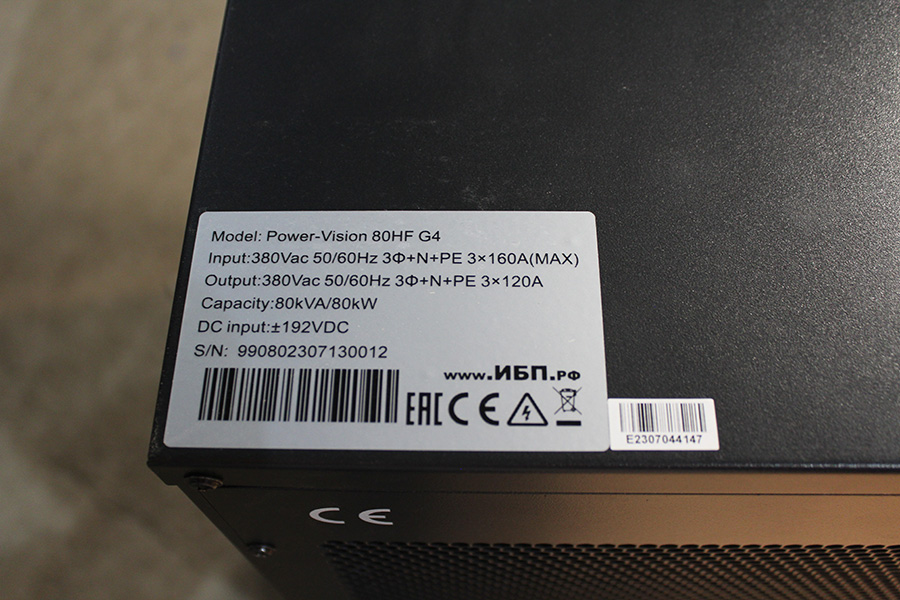 Model: Power-Vision 80HF G4
Input:380Vac 50/60Hz 3Φ+N+PE 3×160A(MAX)
Output:380Vac 50/60Hz 3Φ+N+PE 3×120A
Capacity:80kVA/80kW
DC input:±192VDC
S/N: 990802307130012
www.ИБП.РФ
EAC CE
E2307044147
CE